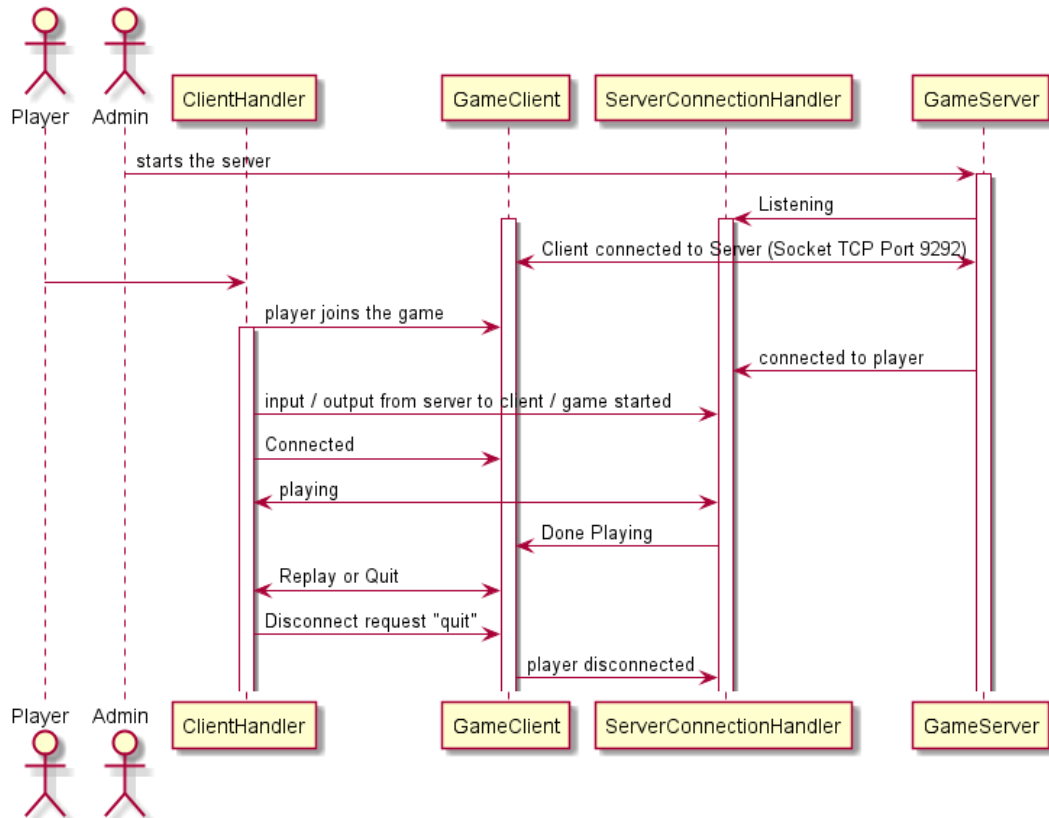 Player
Admin
ClientHandler
GameClient
ServerConnectionHandler
GameServer
starts the server
Listening
Client connected to Server (Socket TCP Port 9292)
player joins the game
connected to player
input / output from server to client / game started
Connected
playing
Done Playing
Replay or Quit
Disconnect request "quit"
player disconnected
Player
Admin
ClientHandler
GameClient
ServerConnectionHandler
GameServer